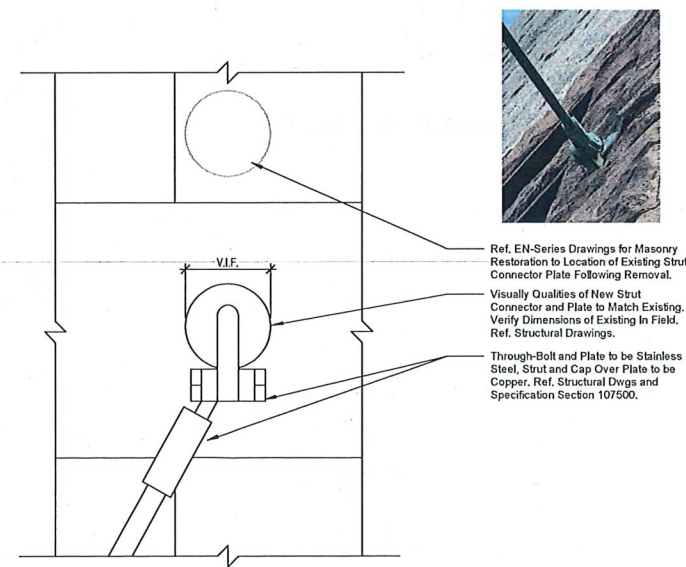 Ref. EN-Series Drawings for Masonry
Restoration to Location of Existing Strut
Connector Plate Following Removal.
V.I.F.
Visually Qualities of New Strut
Connector and Plate to Match Existing.
Verify Dimensions of Existing In Field.
Ref. Structural Drawings.
Through-Bolt and Plate to be Stainless
Steel, Strut and Cap Over Plate to be
Copper. Ref. Structural Dwgs and
Specification Section 107500.